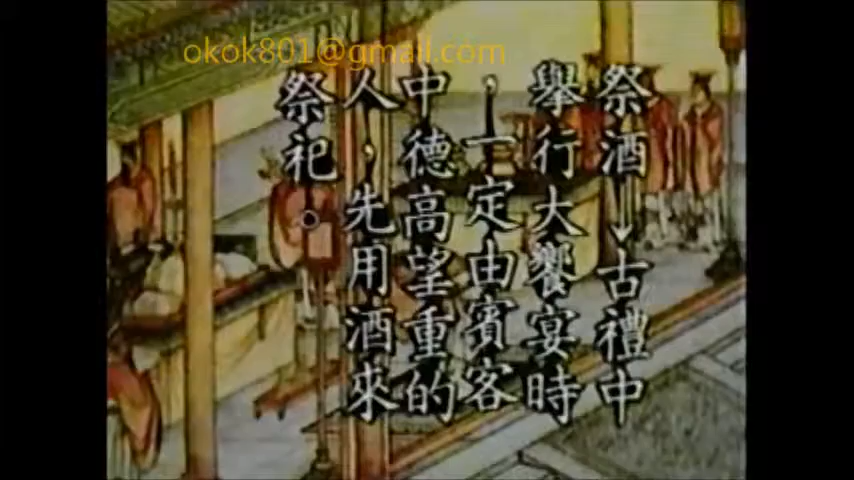 okok801@gmail.com
祭酒→古禮中
舉行大饗宴時
，一定由賓客
中德高望重的
人，先用酒來
祭祀。